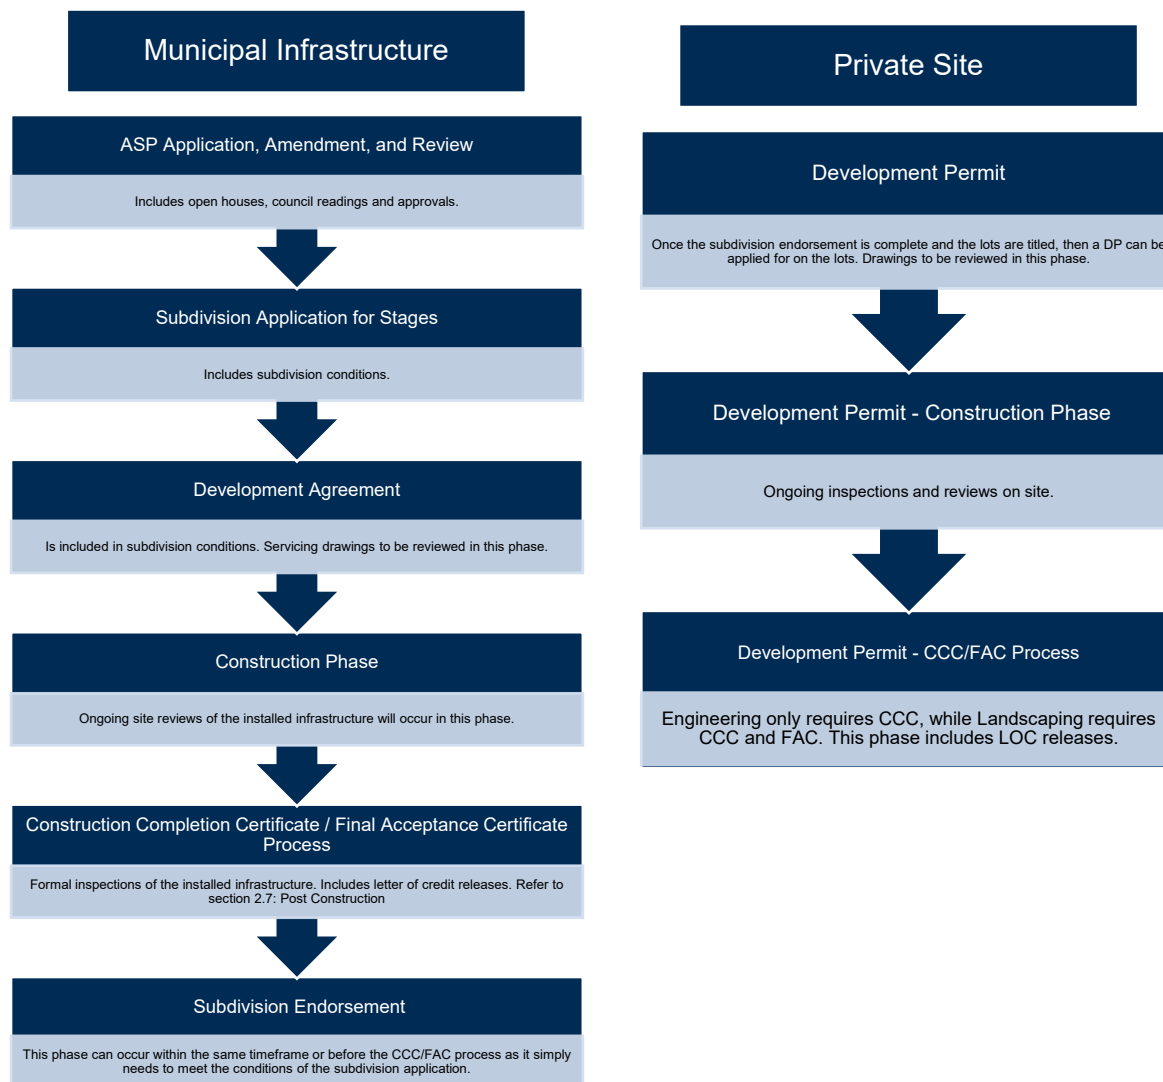 Municipal Infrastructure
ASP Application, Amendment, and Review
Includes open houses, council readings and approvals.
Subdivision Application for Stages
Includes subdivision conditions.
Development Agreement
Is included in subdivision conditions. Servicing drawings to be reviewed in this phase.
Construction Phase
Ongoing site reviews of the installed infrastructure will occur in this phase.
Construction Completion Certificate / Final Acceptance Certificate
Process
Formal inspections of the installed infrastructure. Includes letter of credit releases. Refer to
section 2.7: Post Construction
Subdivision Endorsement
This phase can occur within the same timeframe or before the CCC/FAC process as it simply
needs to meet the conditions of the subdivision application.
Private Site
Development Permit
Once the subdivision endorsement is complete and the lots are titled, then a DP can be
applied for on the lots. Drawings to be reviewed in this phase.
Development Permit - Construction Phase
Ongoing inspections and reviews on site.
Development Permit - CCC/FAC Process
Engineering only requires CCC, while Landscaping requires
CCC and FAC. This phase includes LOC releases.